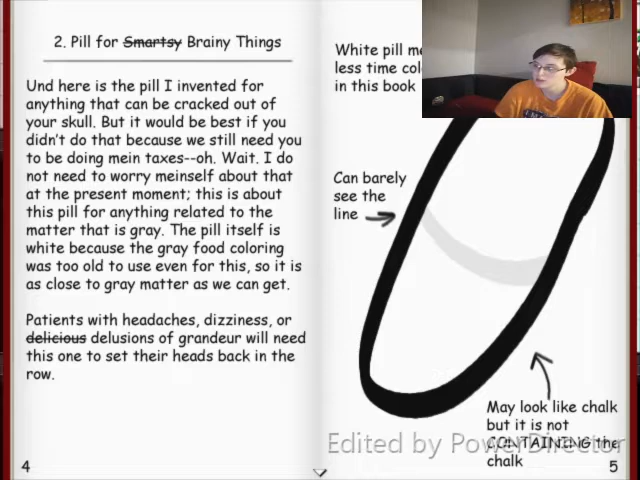 2. Pill for Smartsy Brainy Things
Und here is the pill I invented for
anything that can be cracked out of
your skull. But it would be best if you
didn't do that because we still need you
to be doing mein taxes--oh. Wait. I do
not need to worry meinself about that
at the present moment; this is about
this pill for anything related to the
matter that is gray. The pill itself is
white because the gray food coloring
was too old to use even for this, so it is
as close to gray matter as we can get.
Patients with headaches, dizziness, or
delicious delusions of grandeur will need
this one to set their heads back in the
row.
4
White pill
less time
in this book
Can barely
see the
line
May look like chalk
but it is not
CONTAINING the
chalk
Edited by PowerDirector
5